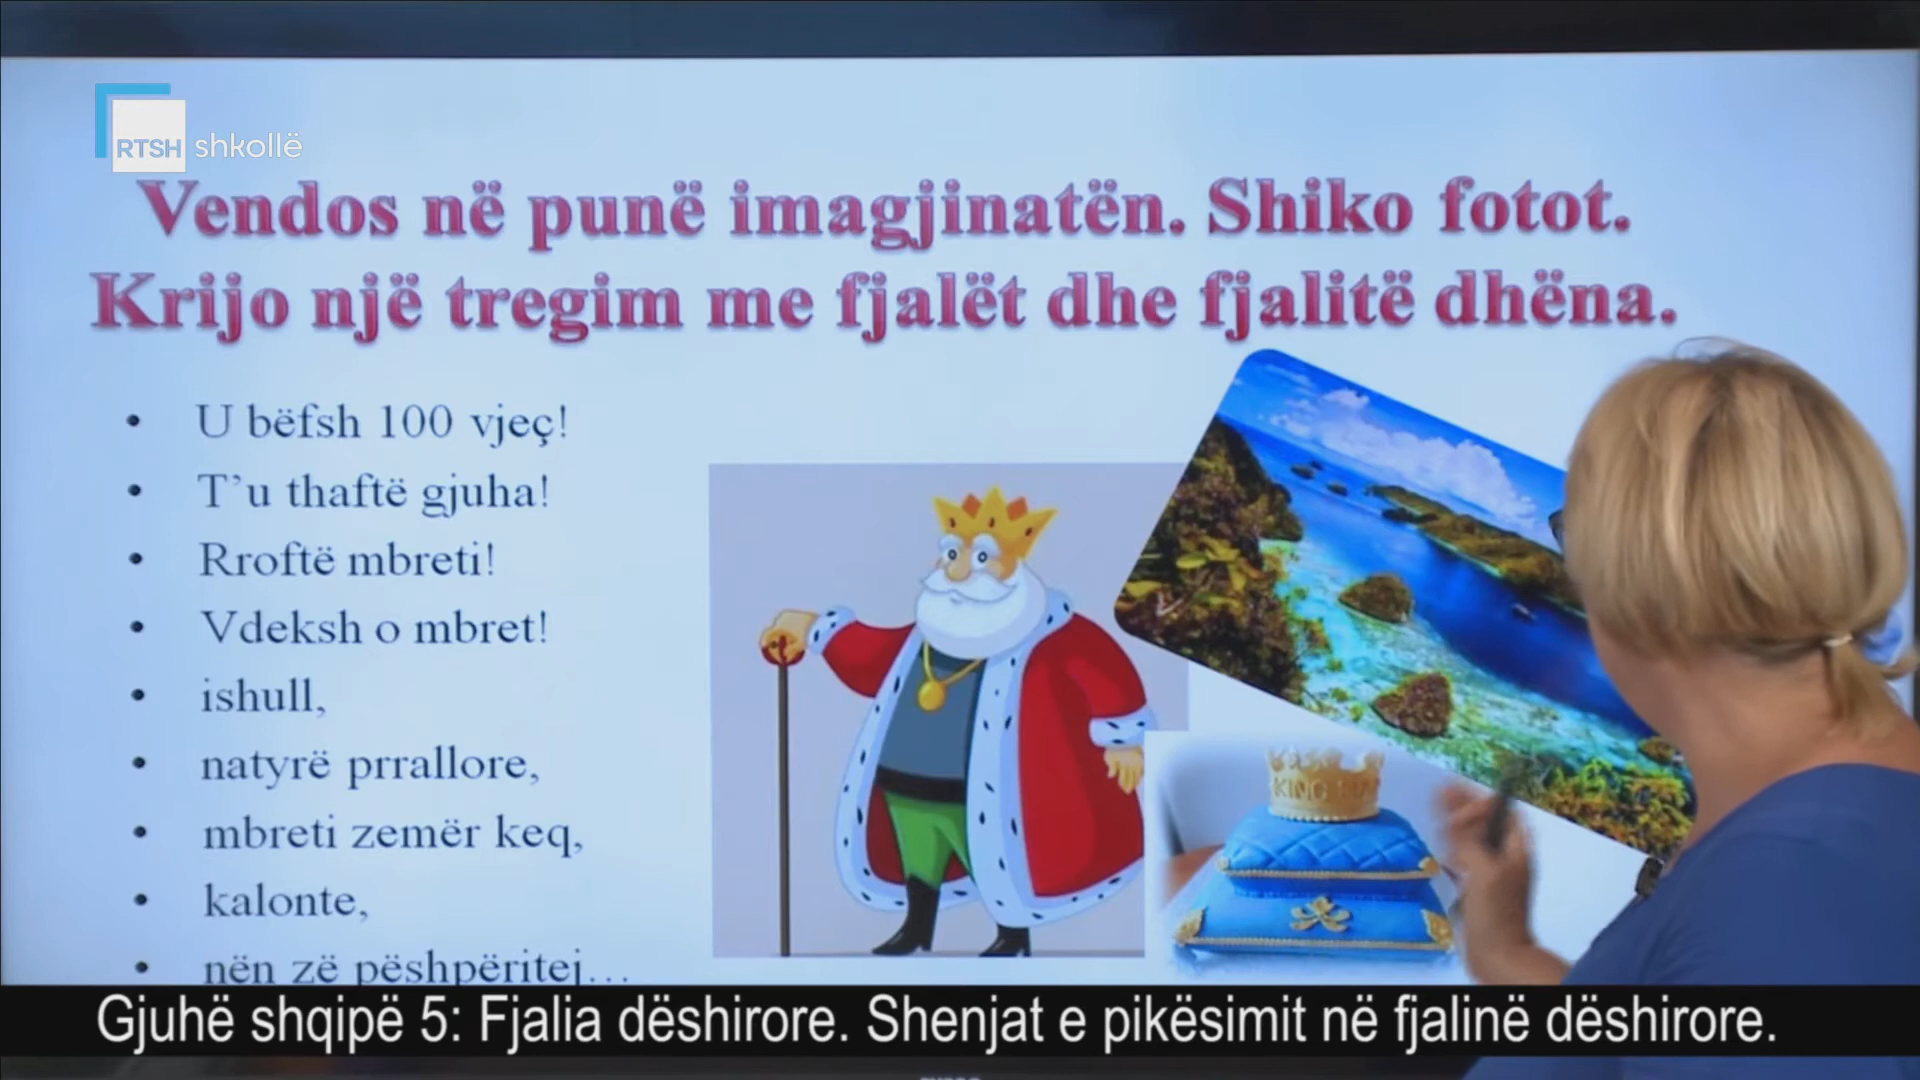 RTSH shkollë
Vendos në punë imagjinatën. Shiko fotot.
Krijo një tregim me fjalët dhe fjalitë dhëna.
• U bëfsh 100 vjeç!
• T’u thaftë gjuha!
• Rroftë mbreti!
• Vdeksh o mbret!
• ishull,
• natyrë prrallore,
• mbreti zemër keq,
• kalonte,
• nën zë pëshpëritej...
KING
Gjuhë shqipë 5: Fjalia dëshirore. Shenjat e pikësimit në fjalinë dëshirore.